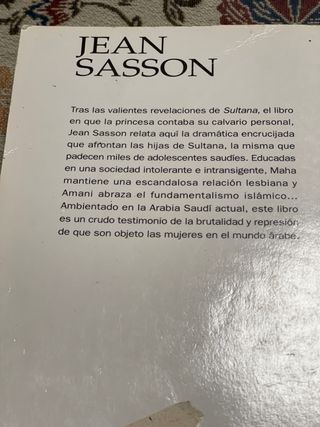 JEAN
SASSON
Tras las valientes revelaciones de Sultana, el libro
en que la princesa contaba su calvario personal,
Jean Sasson relata aquí la dramática encrucijada
que afrontan las hijas de Sultana, la misma que
padecen miles de adolescentes saudíes. Educadas
en una sociedad intolerante e intransigente, Maha
mantiene una escandalosa relación lesbiana y
Amani abraza el fundamentalismo islámico...
Ambientado en la Arabia Saudí actual, este libro
es un crudo testimonio de la brutalidad y represión
de que son objeto las mujeres en el mundo árabe.